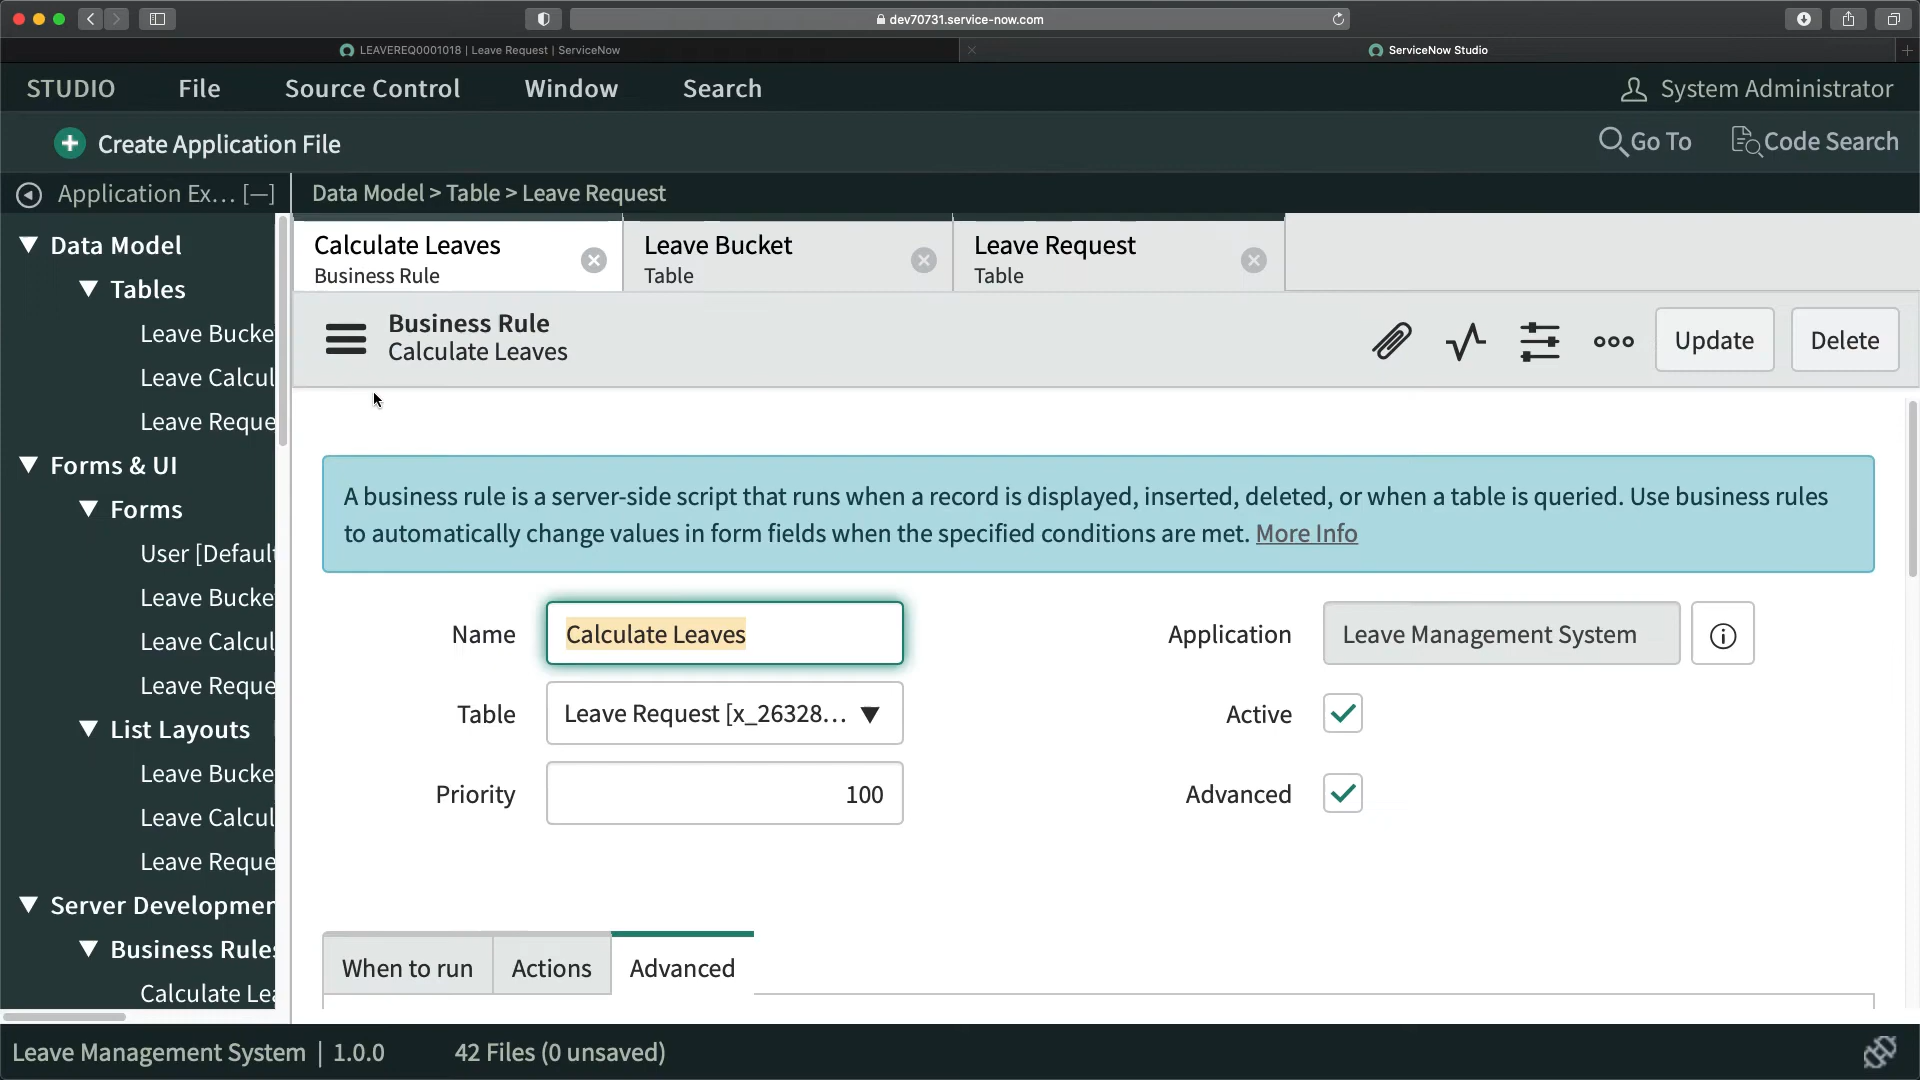 dev70731.service-now.com
LEAVEREQ0001018 | Leave Request | ServiceNow
ServiceNow Studio
STUDIO File Source Control Window Search System Administrator
Create Application File Go To Code Search
Application Ex... [—] Data Model > Table > Leave Request
Data Model
Tables
Leave Bucke
Leave Calcul
Leave Reque
Forms & UI
Forms
User [Default
Leave Bucke
Leave Calcul
Leave Reque
List Layouts
Leave Bucke
Leave Calcul
Leave Reque
Server Developmen
Business Rules
Calculate Lea
Calculate Leaves
Business Rule
Leave Bucket
Table
Leave Request
Table
Business Rule
Calculate Leaves
Update Delete
A business rule is a server-side script that runs when a record is displayed, inserted, deleted, or when a table is queried. Use business rules
to automatically change values in form fields when the specified conditions are met. More Info
Name Calculate Leaves Application Leave Management System
Table Leave Request [x_26328... Active
Priority 100 Advanced
When to run Actions Advanced
Leave Management System | 1.0.0 42 Files (0 unsaved)